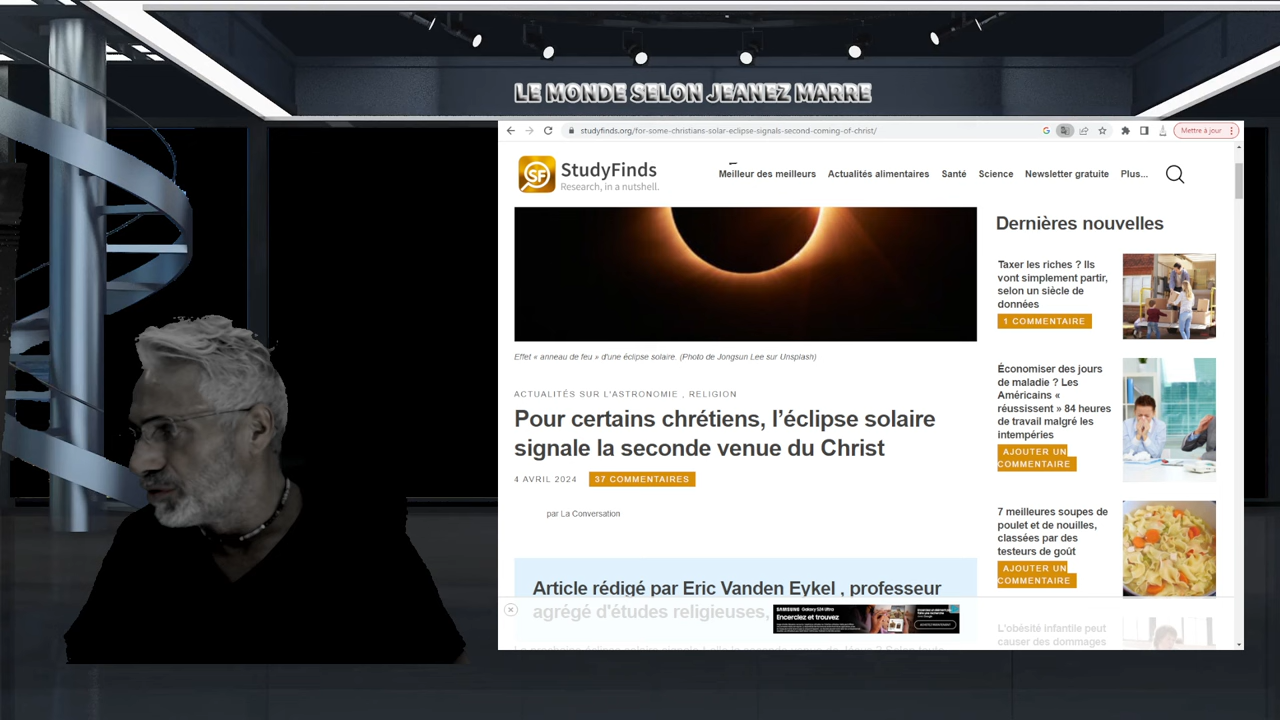 LE MONDE SELON JEANEZ MARRE
studyfinds.org/for-some-christians-solar-eclipse-signals-second-coming-of-christ/
Mettre à jour
StudyFinds
Research, in a nutshell.
Meilleur des meilleurs
Actualités alimentaires
Santé
Science
Newsletter gratuite
Plus...
Effet « anneau de feu » d'une éclipse solaire. (Photo de Jongsun Lee sur Unsplash)
ACTUALITÉS SUR L'ASTRONOMIE , RELIGION
Pour certains chrétiens, l'éclipse solaire
signale la seconde venue du Christ
4 AVRIL 2024
37 COMMENTAIRES
par La Conversation
Article rédigé par Eric Vanden Eykel , professeur
agrégé d'études religieuses,
SAMSUNG Galaxy S24 Ultra
Encerclez et trouvez
Dernières nouvelles
Taxer les riches ? Ils
vont simplement partir,
selon un siècle de
données
1 COMMENTAIRE
Économiser des jours
de maladie ? Les
Américains «
réussissent » 84 heures
de travail malgré les
intempéries
AJOUTER UN
COMMENTAIRE
7 meilleures soupes de
poulet et de nouilles,
classées par des
testeurs de goût
AJOUTER UN
COMMENTAIRE
L'obésité infantile peut
causer des dommages